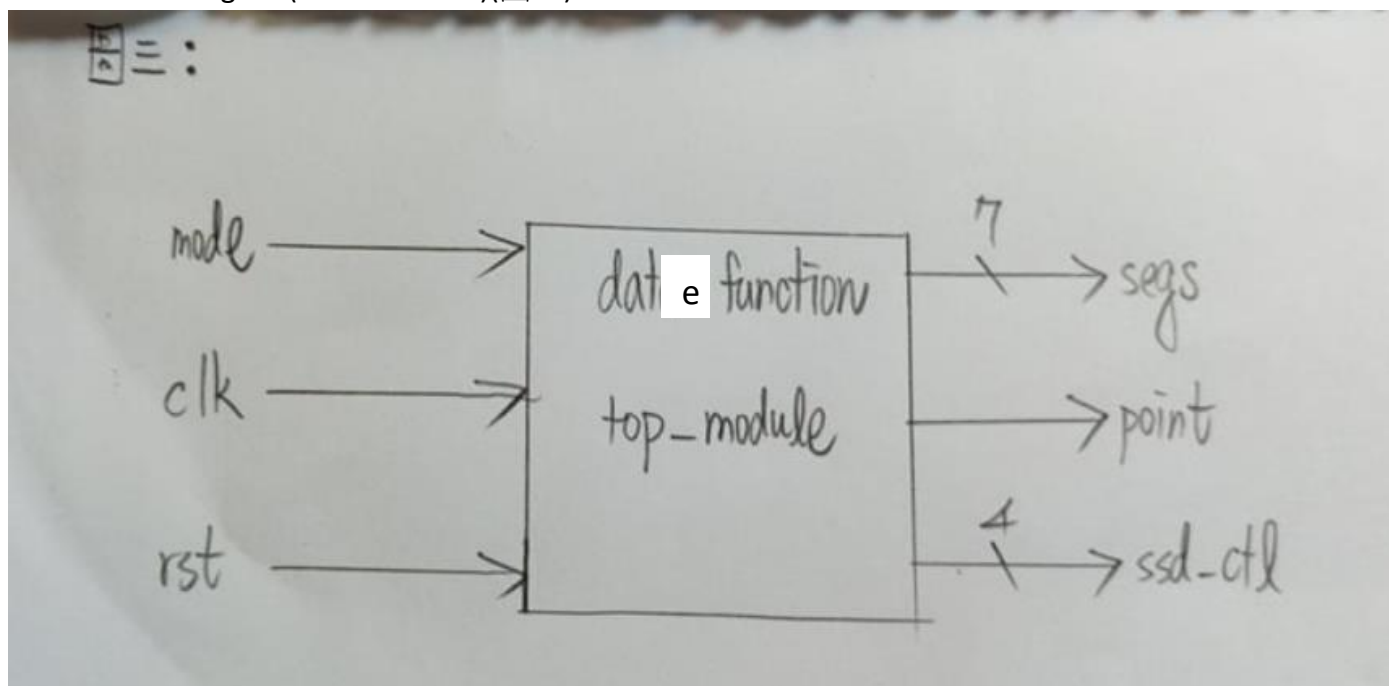 圖三:
mode
clk
rst
date function
top_module
7
segs
point
4
ssd_ctl